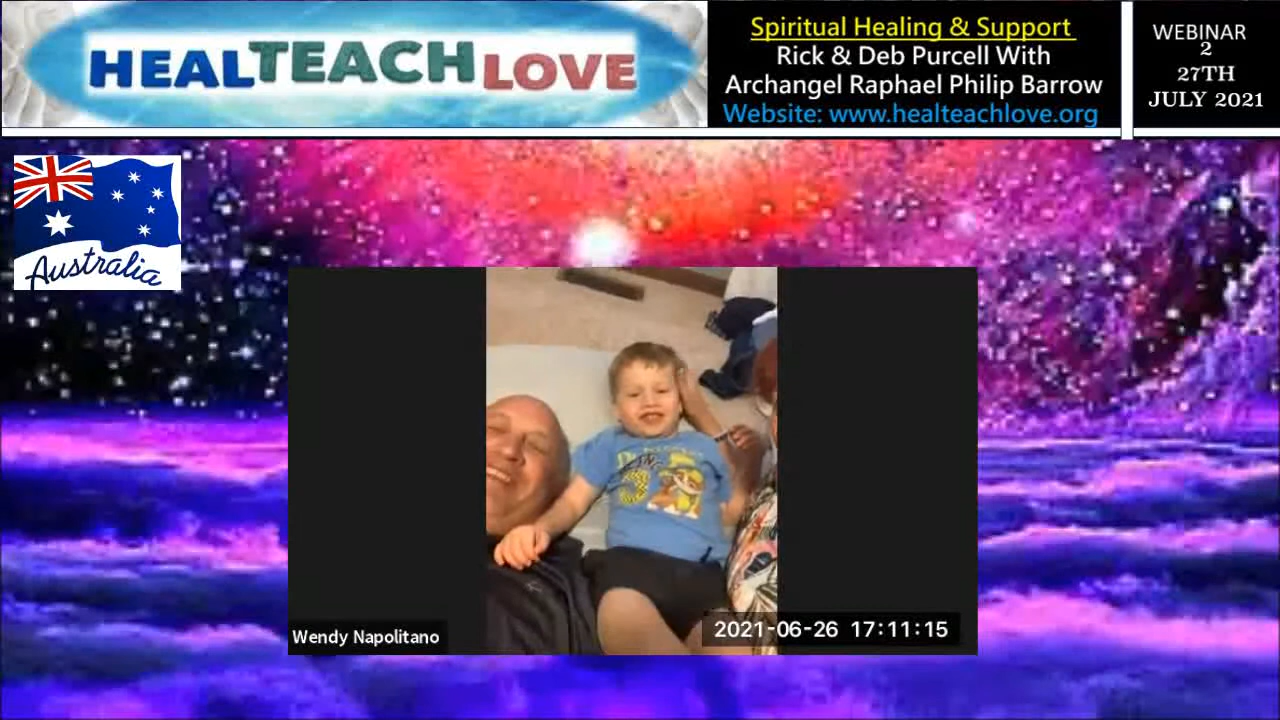 HEALTEACHLOVE
Spiritual Healing & Support
Rick & Deb Purcell With
Archangel Raphael Philip Barrow
Website: www.healteachlove.org
WEBINAR
2
27TH
JULY 2021
Australia
3
Wendy Napolitano
2021-06-26 17:11:15